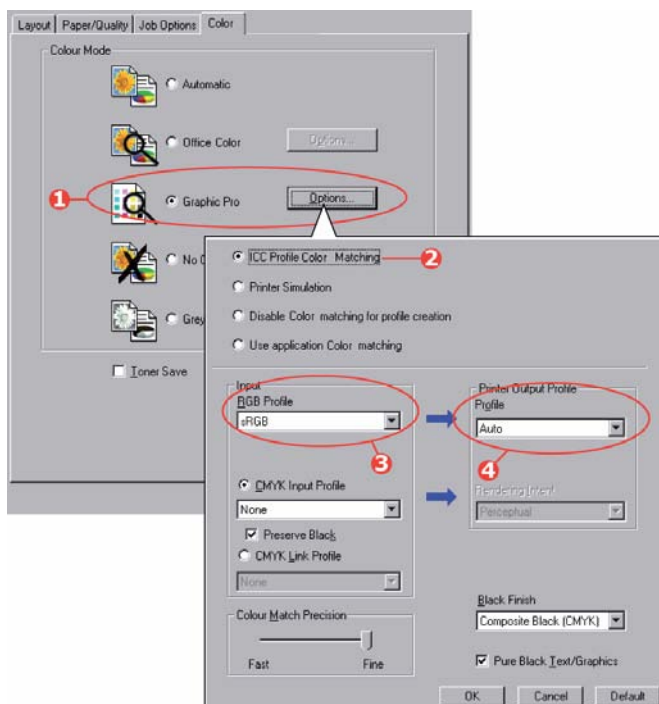 Layout Paper/Quality Job Options Color
Colour Mode
Automatic
Office Color Options...
1 Graphic Pro Options...
No
Grey
Toner Save
ICC Profile Color Matching 2
Printer Simulation
Disable Color matching for profile creation
Use application Color matching
Input
RGB Profile
sRGB
3
CMYK Input Profile
None
Preserve Black
CMYK Link Profile
None
Printer Output Profile
Profile
Auto
4
Rendering Intent
Perceptual
Colour Match Precision
Fast Fine
Black Finish
Composite Black (CMYK)
Pure Black Text/Graphics
OK Cancel Default